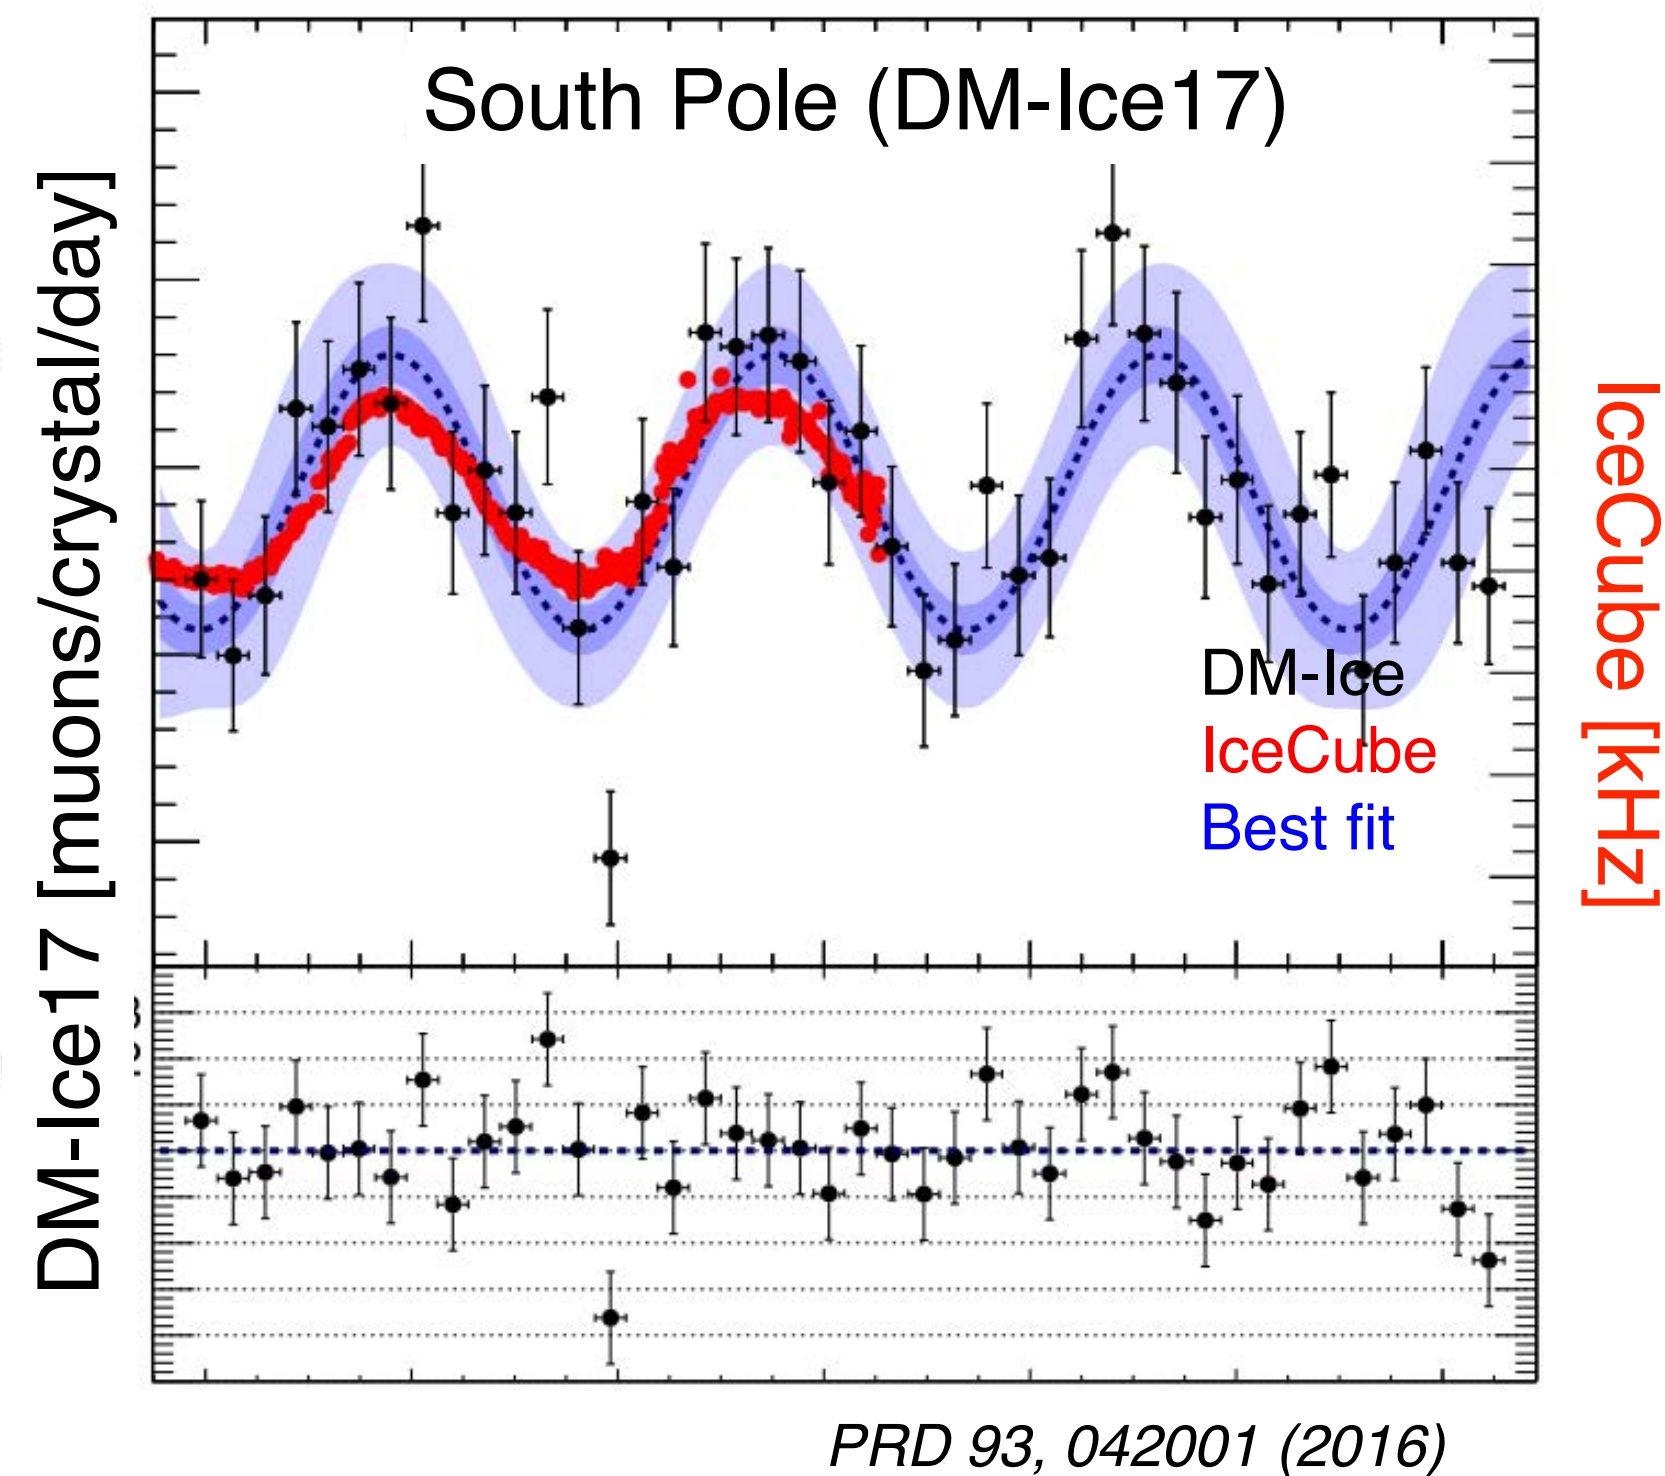 South Pole (DM-Ice17)
DM-Ice17 [muons/crystal/day]
IceCube [kHz]
DM-Ice
IceCube
Best fit
PRD 93, 042001 (2016)